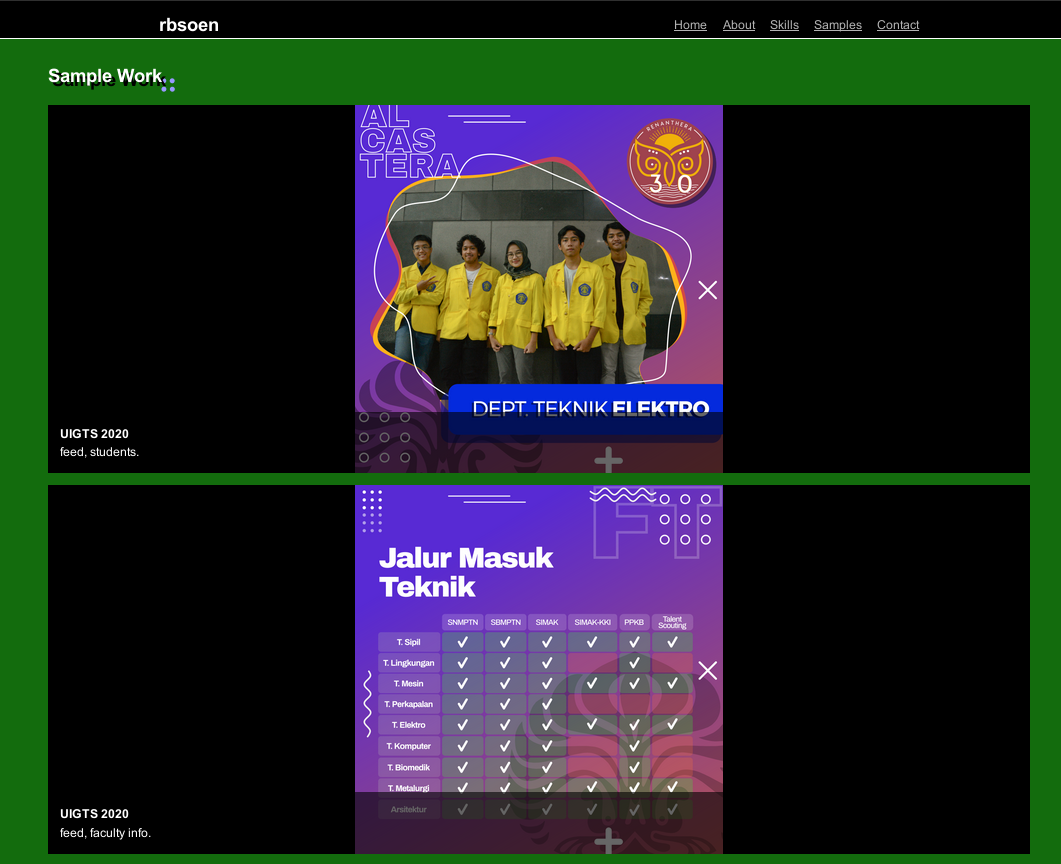 rbsoen
Home About Skills Samples Contact
Sample Work
AL
CAS
TERA
RENANTHERA
30
DEPT. TEKNIK ELEKTRO
UIGTS 2020
feed, students.
FT
Jalur Masuk
Teknik
SNMPTN SBMPTN SIMAK SIMAK-KKI PPKB Talent Scouting
T. Sipil ✓ ✓ ✓ ✓ ✓ ✓
T. Lingkungan ✓ ✓ ✓ ✓
T. Mesin ✓ ✓ ✓ ✓ ✓ ✓
T. Perkapalan ✓ ✓ ✓
T. Elektro ✓ ✓ ✓ ✓ ✓ ✓
T. Komputer ✓ ✓ ✓ ✓
T. Biomedik ✓ ✓ ✓ ✓
T. Metalurgi ✓ ✓ ✓ ✓ ✓ ✓
Arsitektur ✓ ✓ ✓ ✓ ✓ ✓
UIGTS 2020
feed, faculty info.